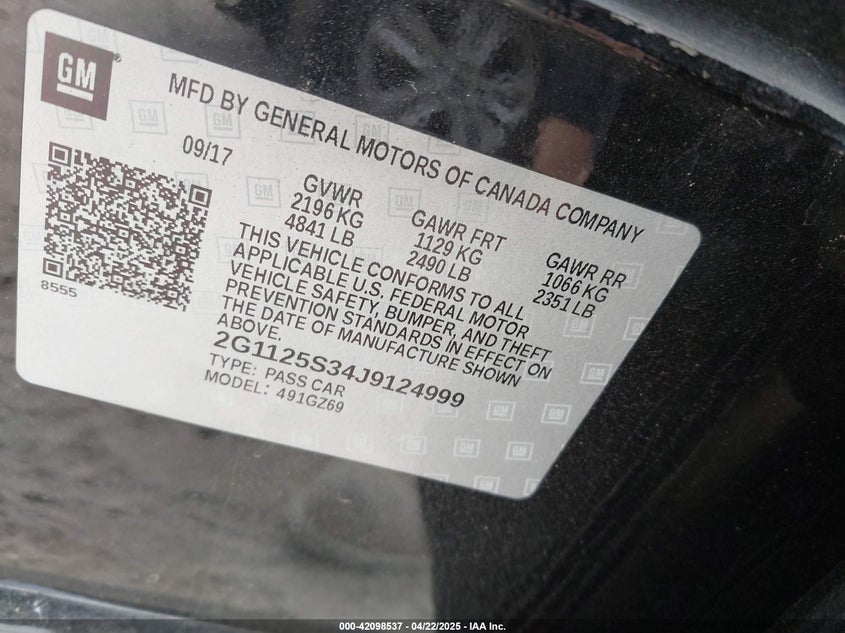 GM
MFD BY GENERAL MOTORS OF CANADA COMPANY
09/17
GVWR
2196 KG
4841 LB
GAWR FRT
1129 KG
2490 LB
GAWR RR
1066 KG
2351 LB
THIS VEHICLE CONFORMS TO ALL
APPLICABLE U.S. FEDERAL MOTOR
VEHICLE SAFETY, BUMPER, AND THEFT
PREVENTION STANDARDS IN EFFECT ON
THE DATE OF MANUFACTURE SHOWN
ABOVE.
8555
2G1125S34J9124999
TYPE: PASS CAR
MODEL: 491GZ69
000-42098537 - 04/22/2025 - IAA Inc.